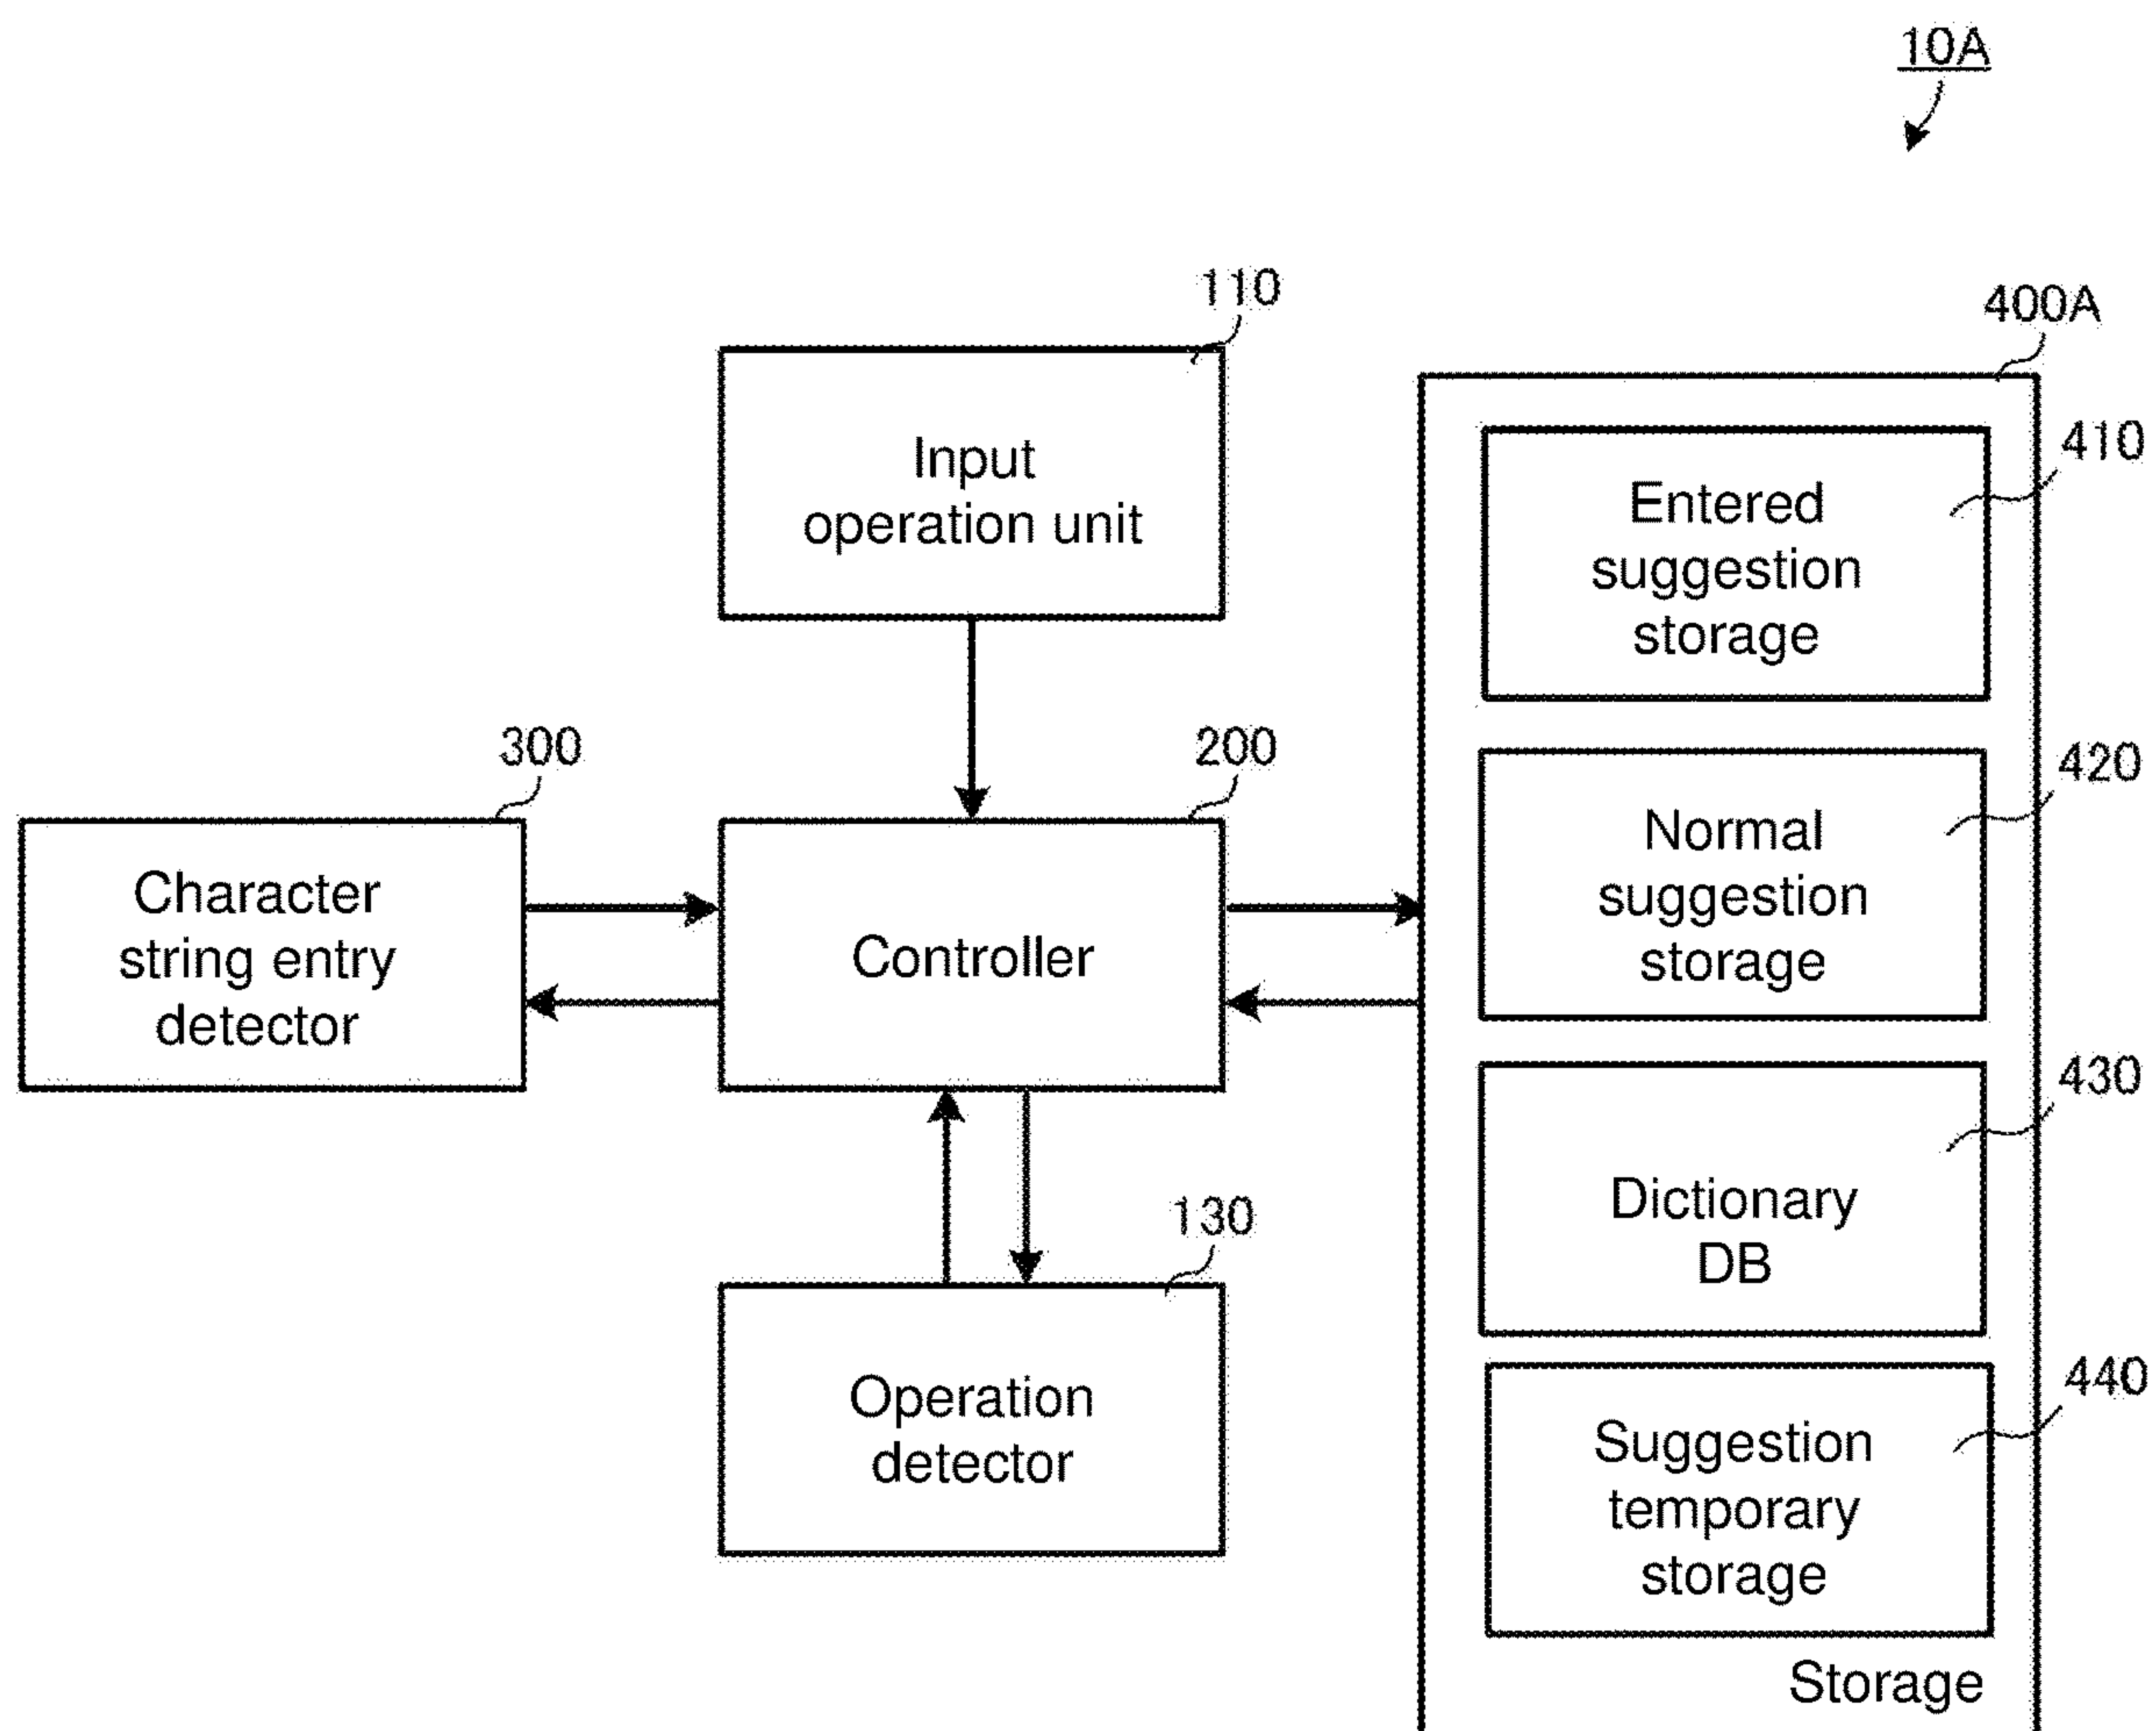 10A
110
400A
Input
operation unit
410
Entered
suggestion
storage
300
200
420
Character
string entry
detector
Controller
Normal
suggestion
storage
430
Dictionary
DB
130
Operation
detector
440
Suggestion
temporary
storage
Storage